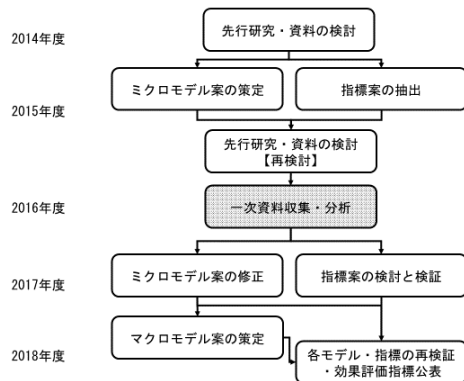 2014年度
先行研究・資料の検討
ミクロモデル案の策定
指標案の抽出
2015年度
先行研究・資料の検討
【再検討】
2016年度
一次資料収集・分析
2017年度
ミクロモデル案の修正
指標案の検討と検証
マクロモデル案の策定
2018年度
各モデル・指標の再検証
・効果評価指標公表